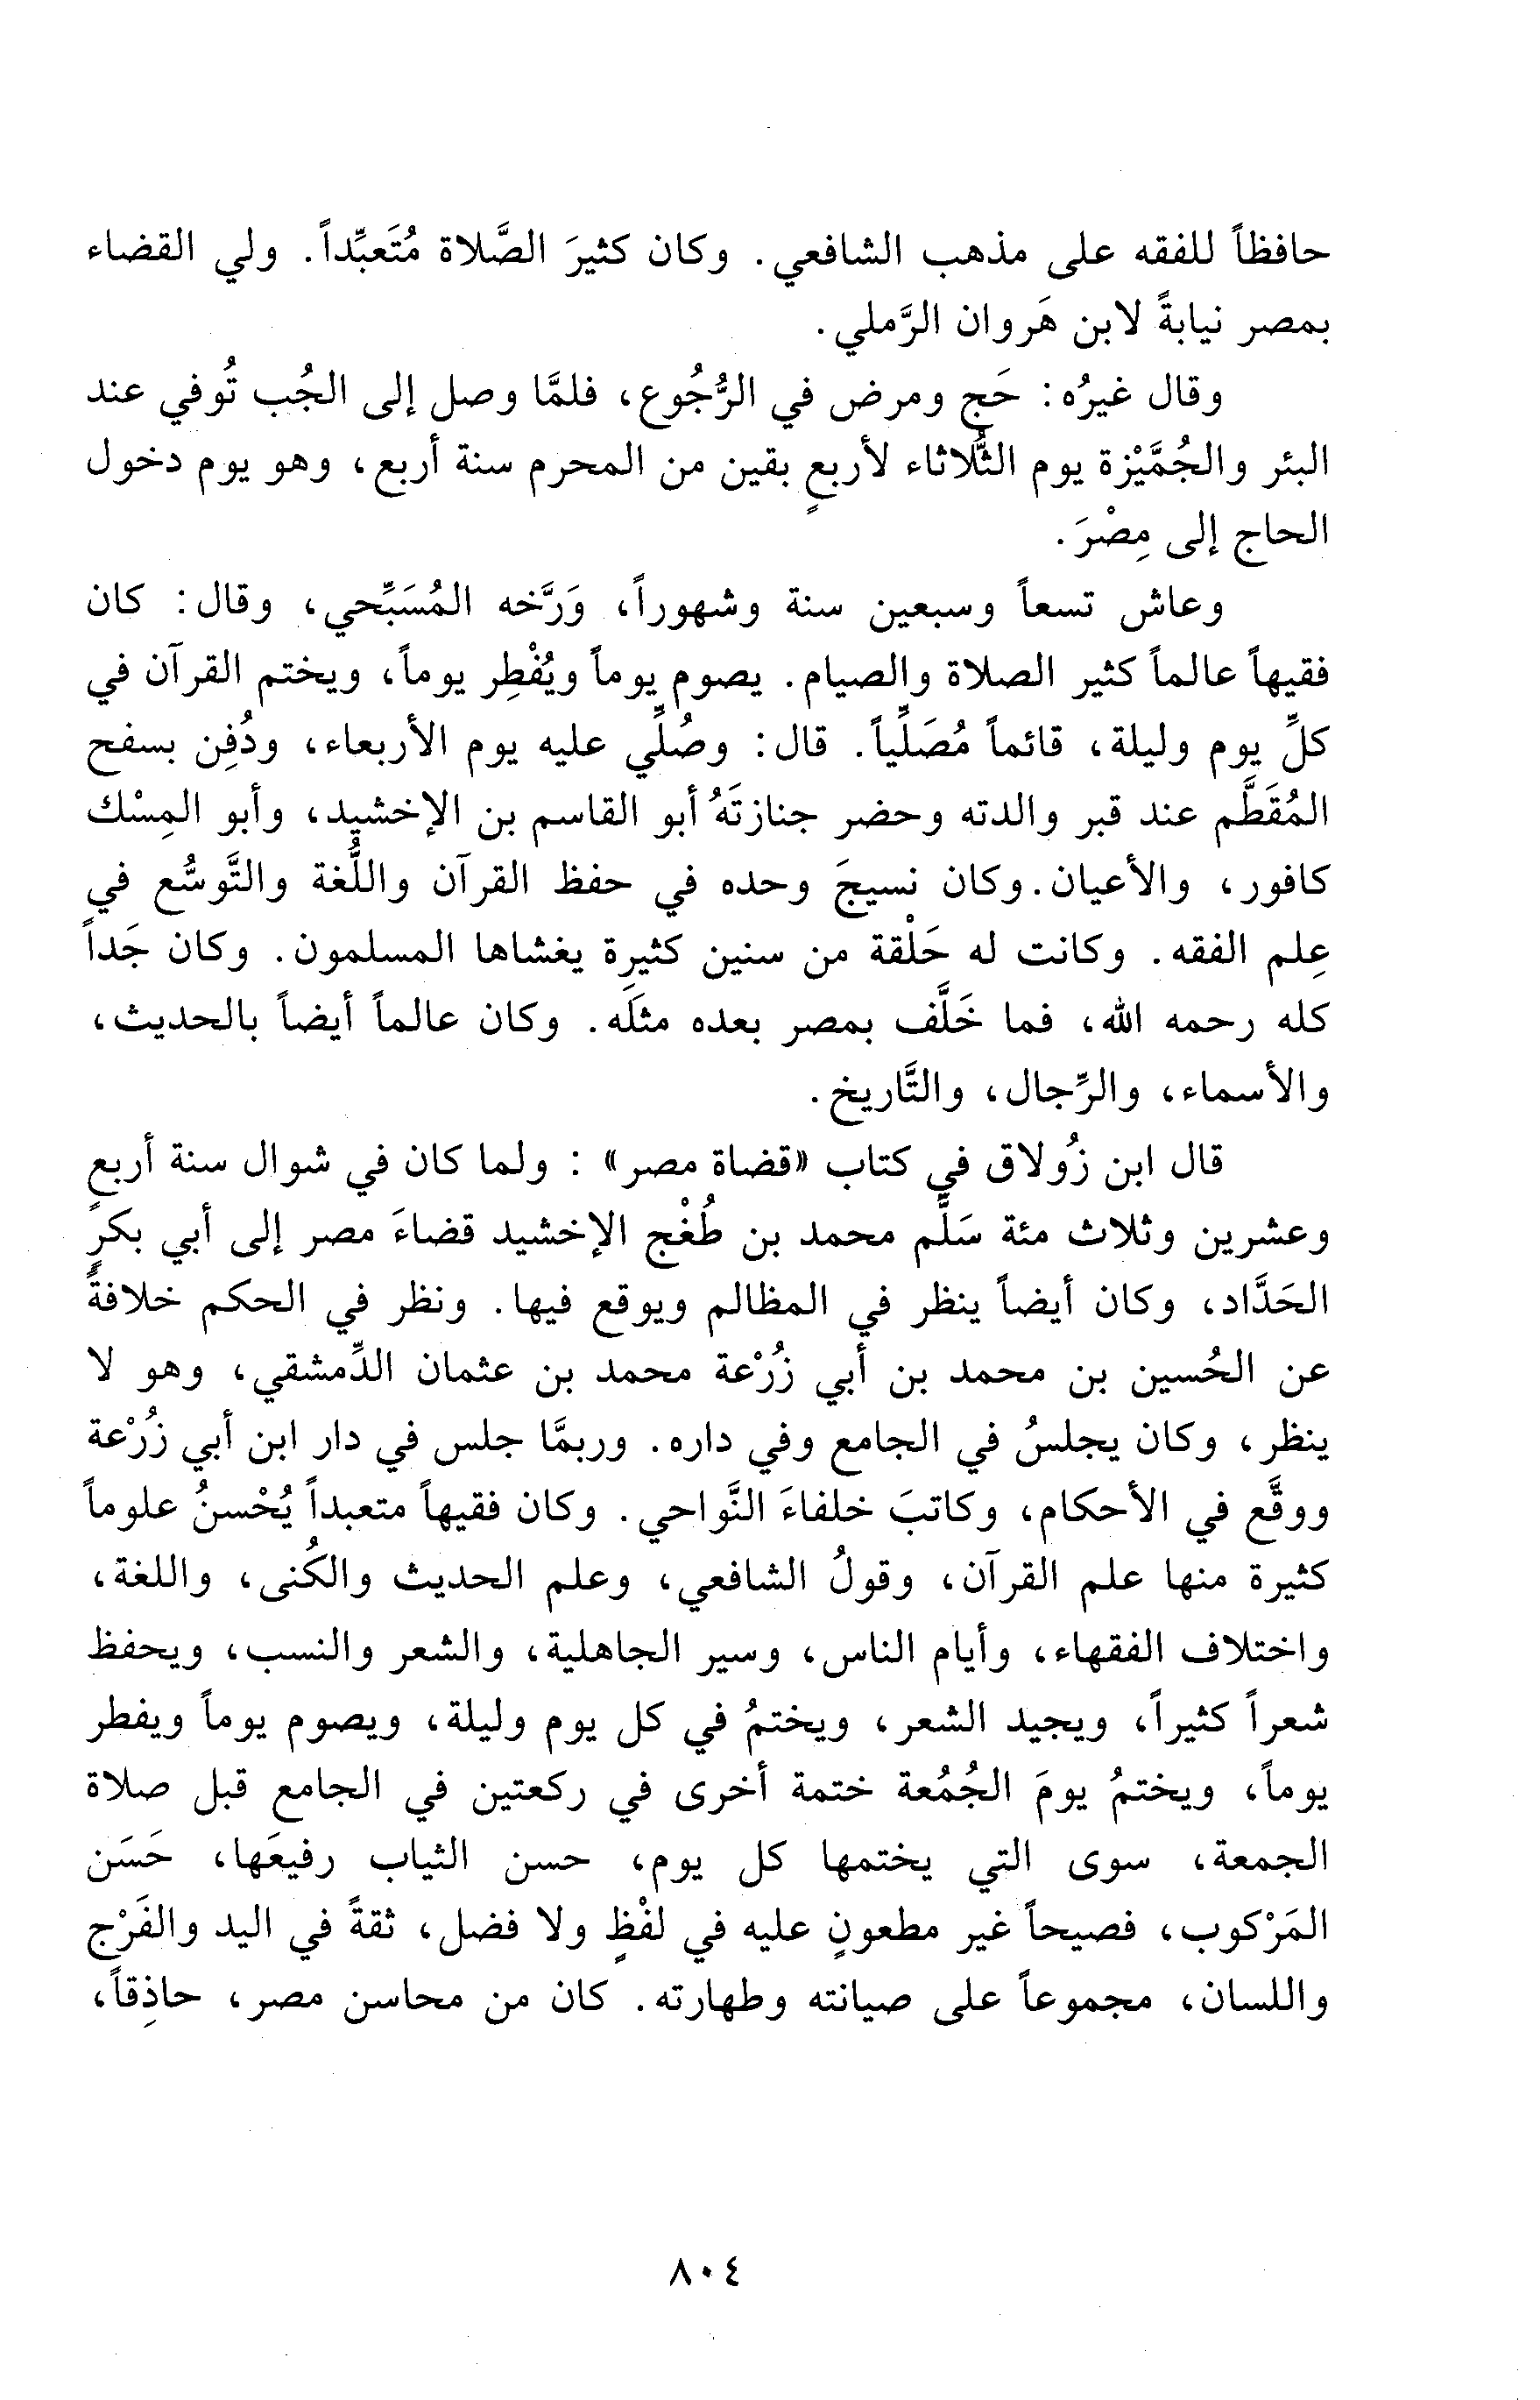 حافظاً للفقه على مذهب الشافعي. وكان كثيرَ الصَّلاة مُتَعبِّداً. ولي القضاء
بمصر نيابةً لابن هَروان الرَّملي.
وقال غيرُه: حَج ومرض في الرُّجُوع، فلمَّا وصل إلى الجُب تُوفي عند
البئر والجُمَّيْزة يوم الثُّلاثاء لأربعٍ بقين من المحرم سنة أربع، وهو يوم دخول
الحاج إلى مِصْرَ.
وعاش تسعاً وسبعين سنة وشهوراً، وَرَّخه المُسَبِّحي، وقال: كان
فقيهاً عالماً كثير الصلاة والصيام. يصوم يوماً ويُفْطِر يوماً، ويختم القرآن في
كلِّ يوم وليلة، قائماً مُصَلِّياً. قال: وصُلِّي عليه يوم الأربعاء، ودُفِن بسفح
المُقَطَّم عند قبر والدته وحضر جنازتَهُ أبو القاسم بن الإخشيد، وأبو المِسْك
كافور، والأعيان. وكان نسيجَ وحده في حفظ القرآن واللُّغة والتَّوسُّع في
عِلم الفقه. وكانت له حَلْقة من سنين كثيرة يغشاها المسلمون. وكان جَداً
كله رحمه الله، فما خَلَّف بمصر بعده مثلَه. وكان عالماً أيضاً بالحديث،
والأسماء، والرِّجال، والتَّاريخ.
قال ابن زُولاق في كتاب «قضاة مصر» : ولما كان في شوال سنة أربعٍ
وعشرين وثلاث مئة سَلَّم محمد بن طُغْج الإخشيد قضاءَ مصر إلى أبي بكرٍ
الحَدَّاد، وكان أيضاً ينظر في المظالم ويوقع فيها. ونظر في الحكم خلافةً
عن الحُسين بن محمد بن أبي زُرْعة محمد بن عثمان الدِّمشقي، وهو لا
ينظر، وكان يجلسُ في الجامع وفي داره. وربمَّا جلس في دار ابن أبي زُرْعة
ووقَّع في الأحكام، وكاتبَ خلفاءَ النَّواحي. وكان فقيهاً متعبداً يُحْسنُ علوماً
كثيرة منها علم القرآن، وقولُ الشافعي، وعلم الحديث والكُنى، واللغة،
واختلاف الفقهاء، وأيام الناس، وسير الجاهلية، والشعر والنسب، ويحفظ
شعراً كثيراً، ويجيد الشعر، ويختمُ في كل يوم وليلة، ويصوم يوماً ويفطر
يوماً، ويختمُ يومَ الجُمُعة ختمة أخرى في ركعتين في الجامع قبل صلاة
الجمعة، سوى التي يختمها كل يوم، حسن الثياب رفيعَها، حَسَن
المَرْكوب، فصيحاً غير مطعونٍ عليه في لفْظٍ ولا فضل، ثقةً في اليد والفَرْج
واللسان، مجموعاً على صيانته وطهارته. كان من محاسن مصر، حاذِقاً،
٨٠٤